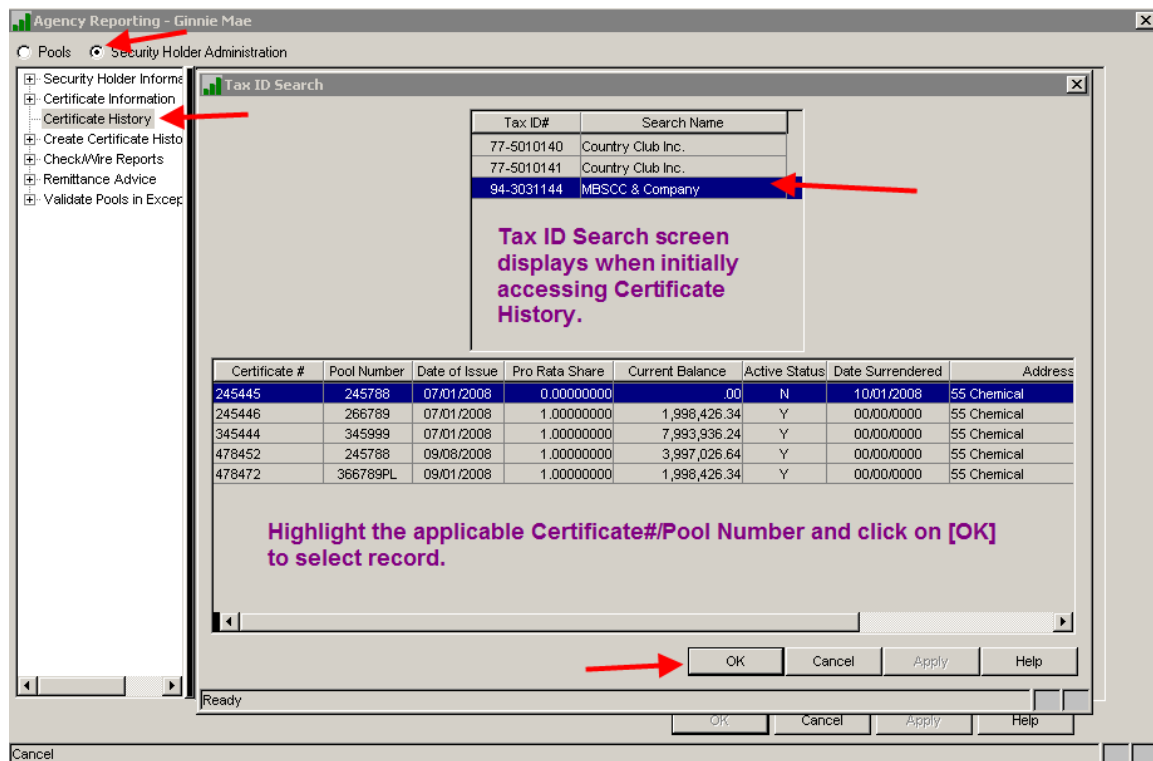 Agency Reporting - Ginnie Mae
Pools Security Holder Administration
Security Holder Informa
Certificate Information
Certificate History
Create Certificate Histo
Check/Wire Reports
Remittance Advice
Validate Pools in Excep
Tax ID Search
Tax ID# Search Name
77-5010140 Country Club Inc.
77-5010141 Country Club Inc.
94-3031144 MBSCC & Company
Tax ID Search screen
displays when initially
accessing Certificate
History.
Certificate # Pool Number Date of Issue Pro Rata Share Current Balance Active Status Date Surrendered Address
245445 245788 07/01/2008 0.00000000 .00 N 10/01/2008 55 Chemical
245446 266789 07/01/2008 1.00000000 1,998,426.34 Y 00/00/0000 55 Chemical
345444 345999 07/01/2008 1.00000000 7,993,936.24 Y 00/00/0000 55 Chemical
478452 245788 09/08/2008 1.00000000 3,997,026.64 Y 00/00/0000 55 Chemical
478472 366789PL 09/01/2008 1.00000000 1,998,426.34 Y 00/00/0000 55 Chemical
Highlight the applicable Certificate#/Pool Number and click on [OK]
to select record.
OK Cancel Apply Help
Ready
OK Cancel Apply Help
Cancel